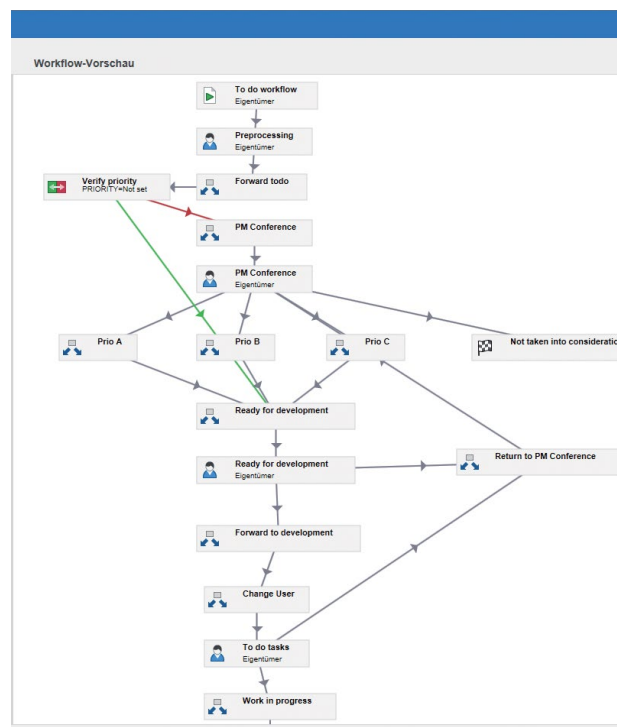 Workflow-Vorschau
To do workflow
Eigentümer
Preprocessing
Eigentümer
Verify priority
PRIORITY=Not set
Forward todo
PM Conference
PM Conference
Eigentümer
Prio A
Prio B
Prio C
Not taken into consideratio
Ready for development
Ready for development
Eigentümer
Return to PM Conference
Forward to development
Change User
To do tasks
Eigentümer
Work in progress